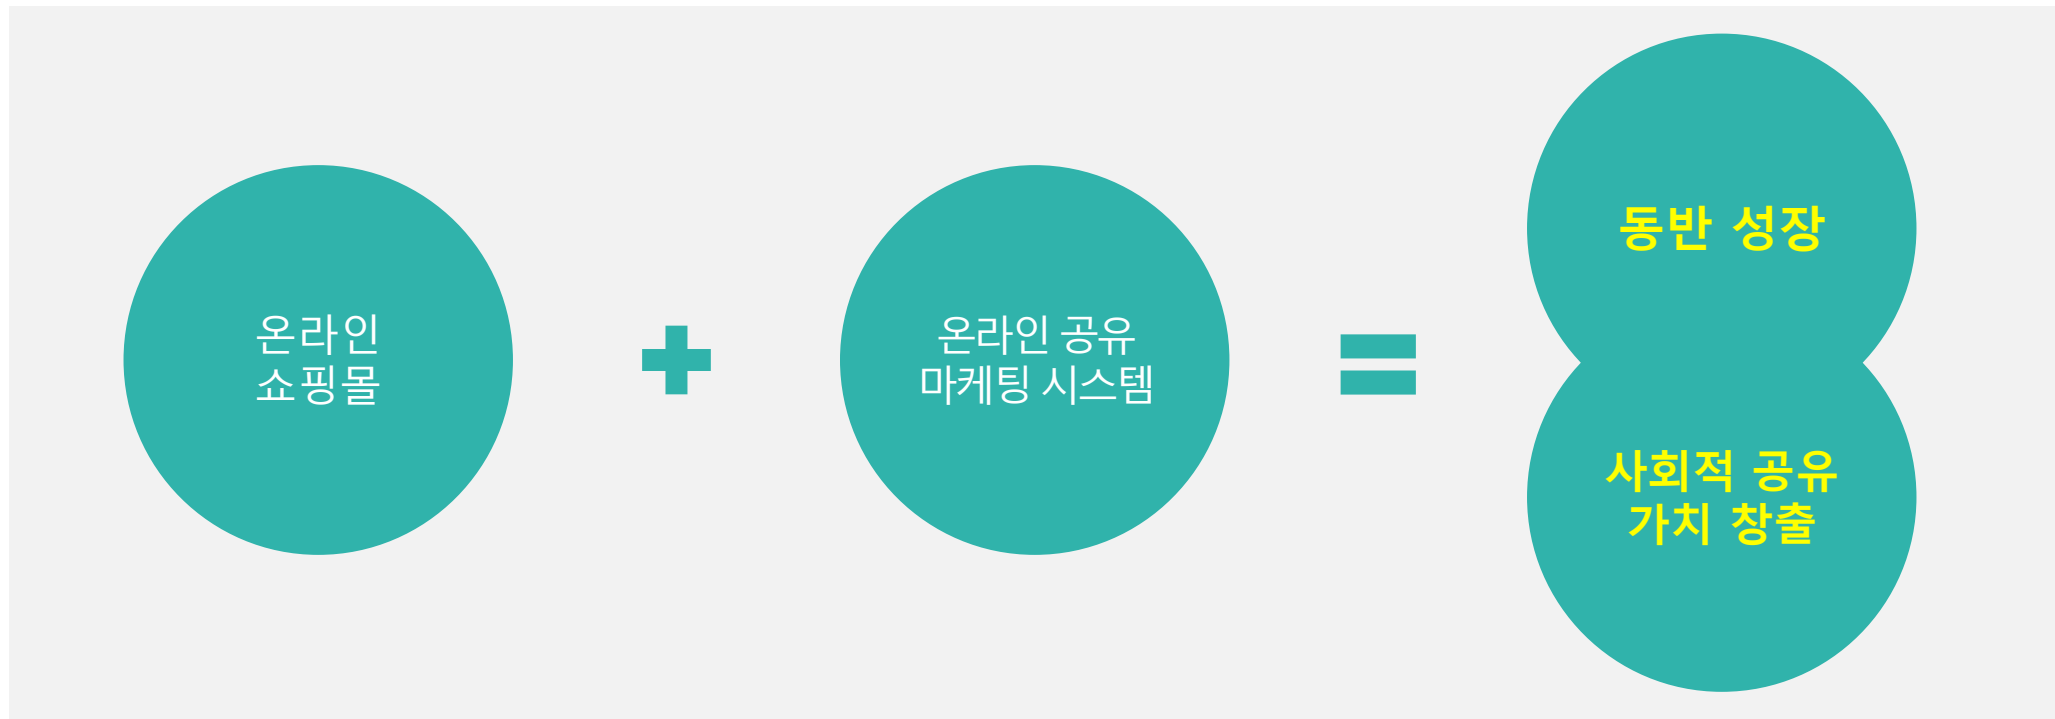 온라인
쇼핑몰
온라인 공유
마케팅 시스템
동반 성장
사회적 공유
가치 창출